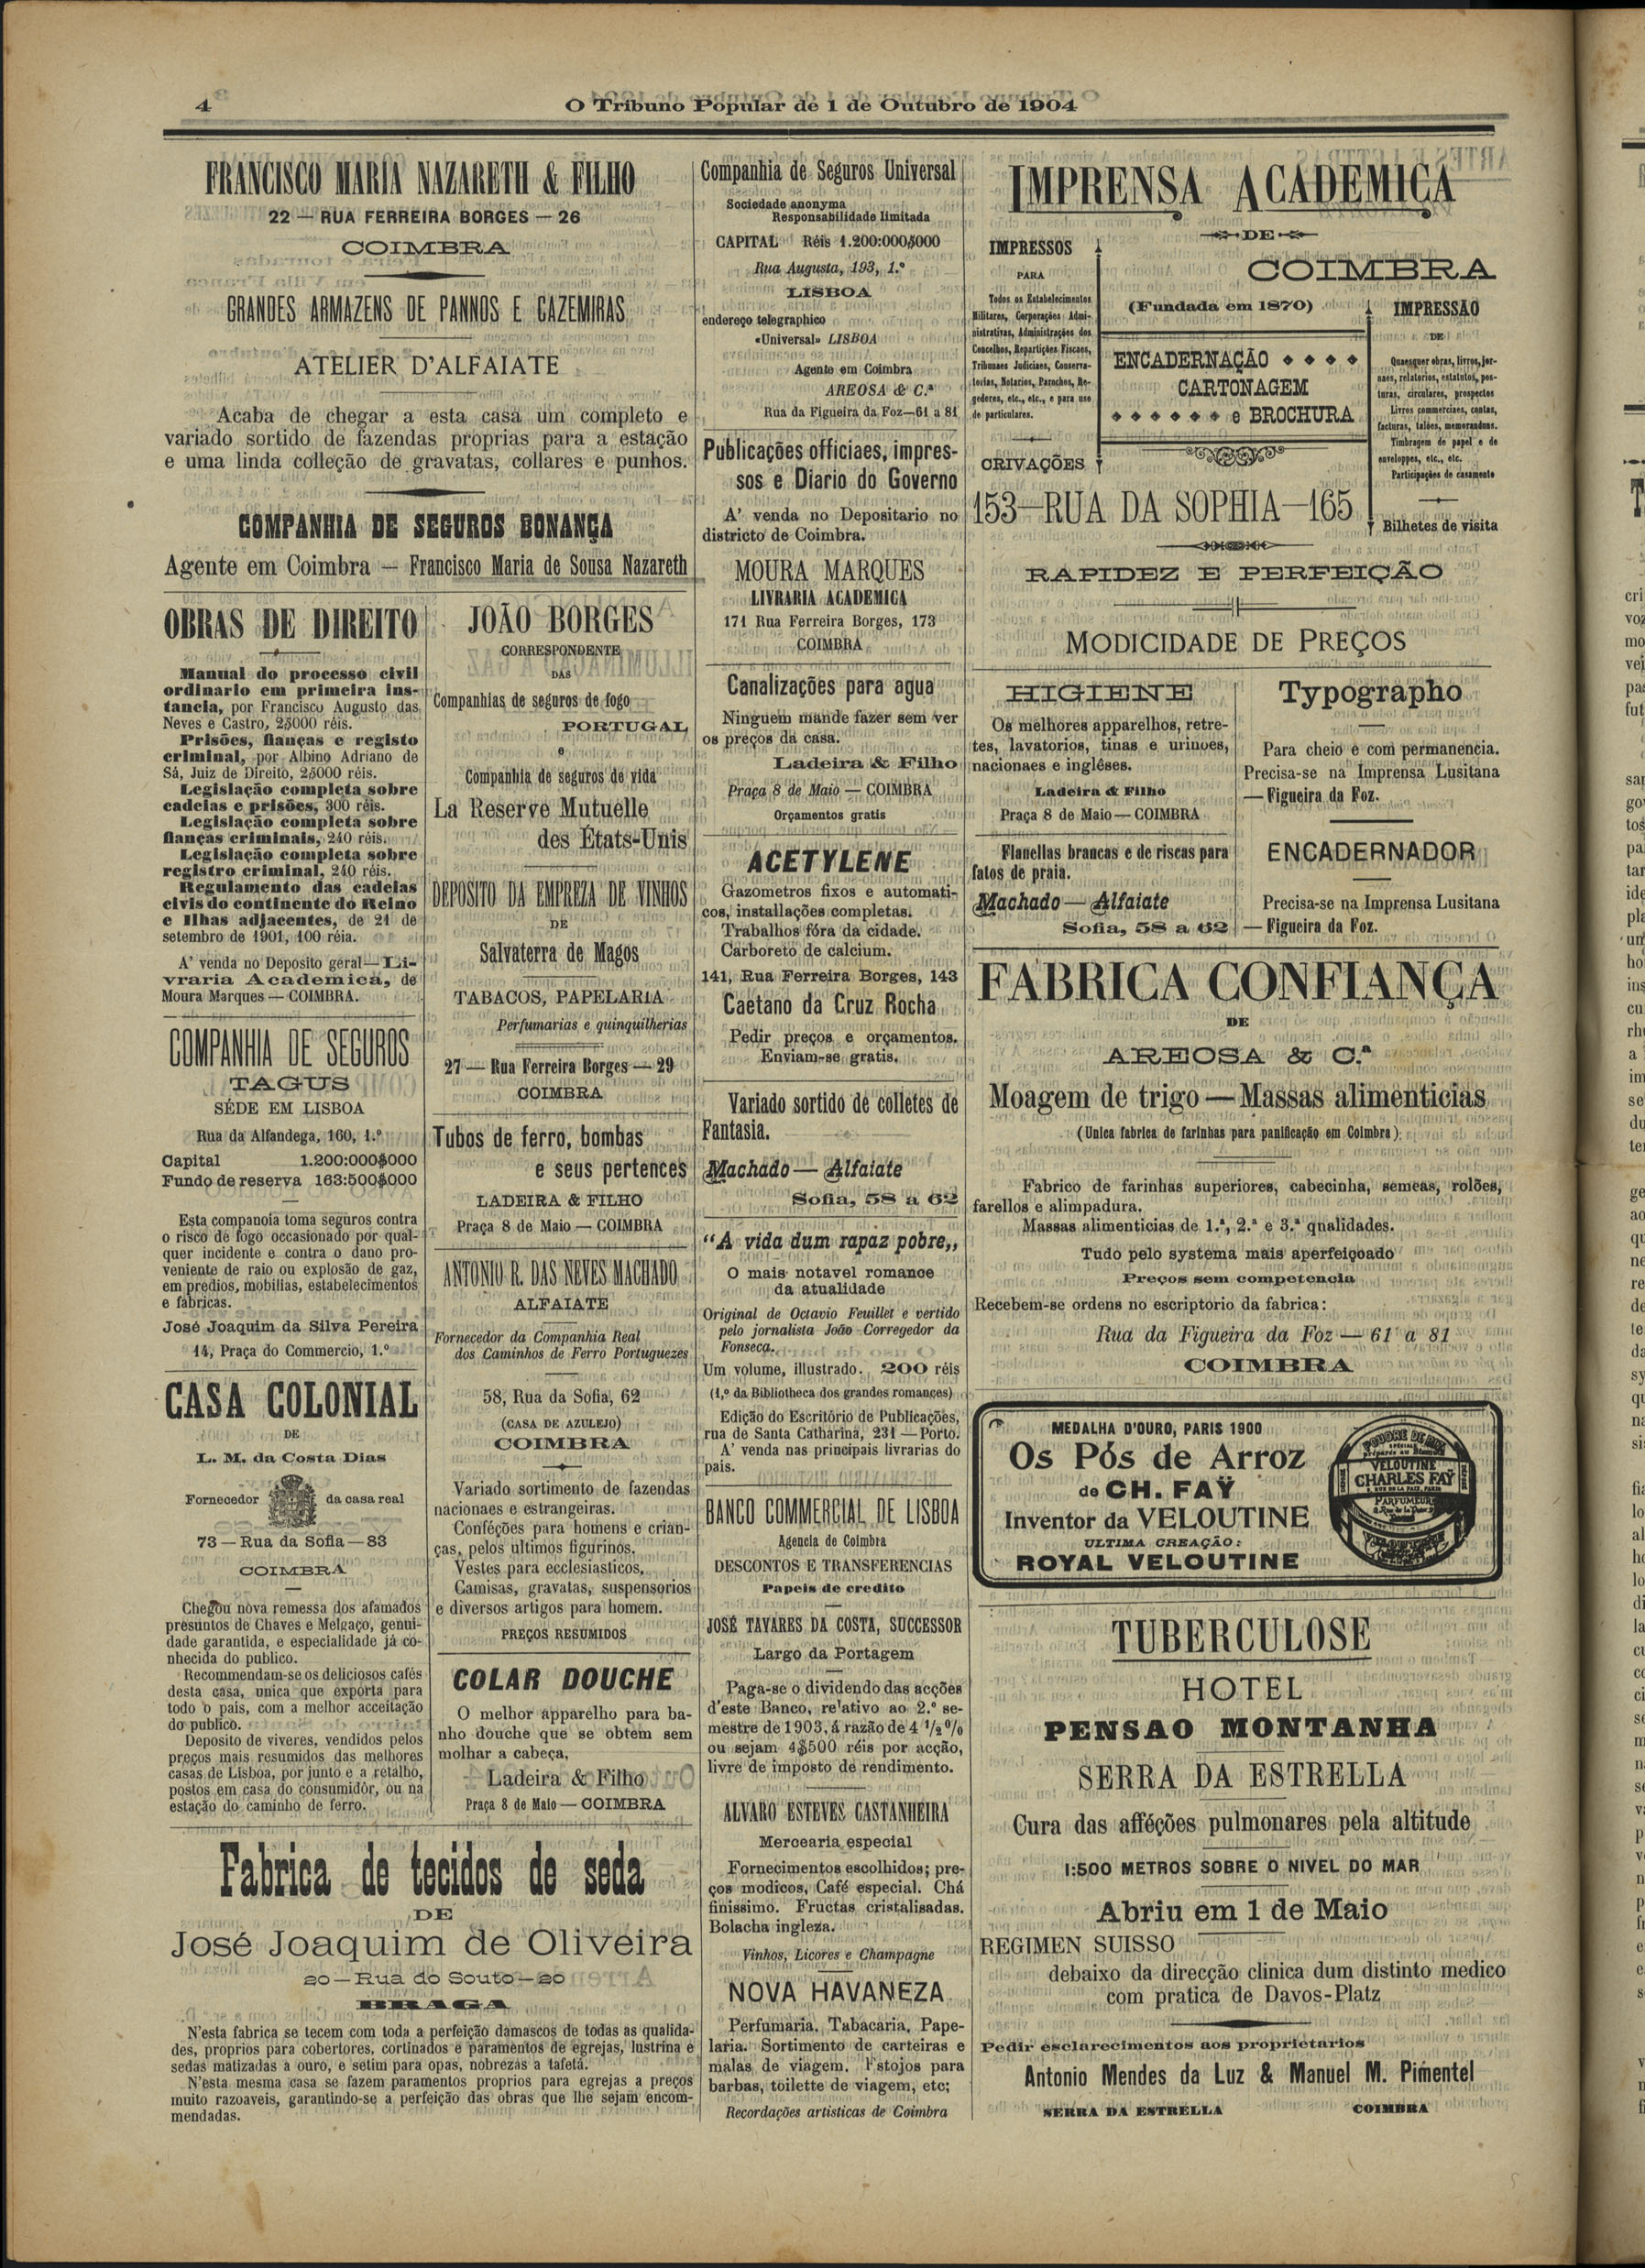 4
O Tribuno Popular de 1 de Outubro de 1904
FRANCISCO MARIA NAZARETH & FILHO
22 — RUA FERREIRA BORGES — 26
COIMBRA
GRANDES ARMAZENS DE PANNOS E CAZEMIRAS
ATELIER D'ALFAIATE
Acaba de chegar a esta casa um completo e
variado sortido de fazendas proprias para a estação
e uma linda colleção de gravatas, collares e punhos.
COMPANHIA DE SEGUROS BONANÇA
Agente em Coimbra — Francisco Maria de Sousa Nazareth
OBRAS DE DIREITO
Manual do processo civil
ordinario em primeira ins-
tancia, por Francisco Augusto das
Neves e Castro, 2$000 réis.
Prisões, fianças e registo
criminal, por Albino Adriano de
Sá, Juiz de Direito, 2$000 réis.
Legislação completa sobre
cadeias e prisões, 300 réis.
Legislação completa sobre
fianças criminais, 240 réis.
Legislação completa sobre
registro criminal, 240 réis.
Regulamento das cadeias
civis do continente do Reino
e Ilhas adjacentes, de 21 de
setembro de 1901, 100 réia.
A' venda no Deposito geral—Li-
vraria Academica, de
Moura Marques — COIMBRA.
COMPANHIA DE SEGUROS
TAGUS
SÉDE EM LISBOA
Rua da Alfandega, 160, 1.º
Capital 1.200:000$000
Fundo de reserva 163:500$000
Esta companoia toma seguros contra
o risco de fogo occasionado por qual-
quer incidente e contra o dano pro-
veniente de raio ou explosão de gaz,
em predios, mobilias, estabelecimentos
e fabricas.
José Joaquim da Silva Pereira
14, Praça do Commercio, 1.º
CASA COLONIAL
DE
L. M. da Costa Dias
Fornecedor da casa real
73 — Rua da Sofia — 83
COIMBRA
Chegou nova remessa dos afamados
presuntos de Chaves e Melgaço, genui-
dade garantida, e especialidade já co-
nhecida do publico.
Recommendam-se os deliciosos cafés
desta casa, unica que exporta para
todo o pais, com a melhor acceitação
do publico.
Deposito de viveres, vendidos pelos
preços mais resumidos das melhores
casas de Lisboa, por junto e a retalho,
postos em casa do consumidôr, ou na
estação do caminho de ferro.
JOÃO BORGES
CORRESPONDENTE
DAS
Companhias de seguros de fogo
PORTUGAL
e
Companhia de seguros de vida
La Reserve Mutuelle
des États-Unis
DEPOSITO DA EMPREZA DE VINHOS
DE
Salvaterra de Magos
TABACOS, PAPELARIA
Perfumarias e quinquilherias
27 — Rua Ferreira Borges — 29
COIMBRA
Tubos de ferro, bombas
e seus pertences
LADEIRA & FILHO
Praça 8 de Maio — COIMBRA
ANTONIO R. DAS NEVES MACHADO
ALFAIATE
Fornecedor da Companhia Real
dos Caminhos de Ferro Portuguezes
58, Rua da Sofia, 62
(CASA DE AZULEJO)
COIMBRA
Variado sortimento de fazendas
nacionaes e estrangeiras.
Conféções para homens e crian-
ças, pelos ultimos figurinos.
Vestes para ecclesiasticos.
Camisas, gravatas, suspensorios
e diversos artigos para homem.
PREÇOS RESUMIDOS
COLAR DOUCHE
O melhor apparelho para ba-
nho douche que se obtem sem
molhar a cabeça,
Ladeira & Filho
Praça 8 de Maio — COIMBRA
Fabrica de tecidos de seda
DE
José Joaquim de Oliveira
20 — Rua do Souto — 20
BRAGA
N'esta fabrica se tecem com toda a perfeição damascos de todas as qualida-
des, proprios para cobertores, cortinados e paramentos de egrejas, lustrina e
sedas matizadas a ouro, e setim para opas, nobrezas a tafetá.
N'esta mesma casa se fazem paramentos proprios para egrejas a preços
muito razoaveis, garantindo-se a perfeição das obras que lhe sejam encom-
mendadas.
Companhia de Seguros Universal
Sociedade anonyma
Responsabilidade limitada
CAPITAL Réis 1.200:000$000
Rua Augusta, 193, 1.º
LISBOA
endereço telegraphico
«Universal» LISBOA
Agente em Coimbra
AREOSA & C.ª
Rua da Figueira da Foz—61 a 81
Publicações officiaes, impres-
sos e Diario do Governo
A' venda no Depositario no
districto de Coimbra.
MOURA MARQUES
LIVRARIA ACADEMICA
171 Rua Ferreira Borges, 173
COIMBRA
Canalizações para agua
Ninguem mande fazer sem ver
os preços da casa.
Ladeira & Filho
Praça 8 de Maio — COIMBRA
Orçamentos gratis
ACETYLENE
Gazometros fixos e automati-
cos, installações completas.
Trabalhos fóra da cidade.
Carboreto de calcium.
141, Rua Ferreira Borges, 143
Caetano da Cruz Rocha
Pedir preços e orçamentos.
Enviam-se gratis.
Variado sortido de colletes de
Fantasia.
Machado — Alfaiate
Sofia, 58 a 62
"A vida dum rapaz pobre,,
O mais notavel romance
da atualidade
Original de Octavio Feuillet e vertido
pelo jornalista João Corregedor da
Fonseca.
Um volume, illustrado. 200 réis
(1.º da Bibliotheca dos grandes romances)
Edição do Escritório de Publicações,
rua de Santa Catharina, 231 — Porto.
A' venda nas principais livrarias do
pais.
BANCO COMMERCIAL DE LISBOA
Agencia de Coimbra
DESCONTOS E TRANSFERENCIAS
Papeis de credito
JOSÉ TAVARES DA COSTA, SUCCESSOR
Largo da Portagem
Paga-se o dividendo das acções
d'este Banco, relativo ao 2.º se-
mestre de 1903, á razão de 4 1/2 %
ou sejam 4$500 réis por acção,
livre de imposto de rendimento.
ALVARO ESTEVES CASTANHEIRA
Mercearia especial
Fornecimentos escolhidos; pre-
ços modicos, Café especial. Chá
finissimo. Fructas cristalisadas.
Bolacha ingleza.
Vinhos, Licores e Champagne
NOVA HAVANEZA
Perfumaria, Tabacaria, Pape-
laria. Sortimento de carteiras e
malas de viagem. Estojos para
barbas, toilette de viagem, etc;
Recordações artisticas de Coimbra
IMPRENSA ACADEMICA
DE
COIMBRA
(Fundada em 1870)
IMPRESSOS
PARA
Todos os Estabelecimentos
Militares, Corporações Admi-
nistrativas, Administrações dos
Concelhos, Repartições Fiscaes,
Tribunaes Judiciaes, Conserva-
torias, Notarios, Parochos, Re-
gedores, etc., etc., e para uso
de particulares.
CRIVAÇÕES
ENCADERNAÇÃO
CARTONAGEM
e BROCHURA
IMPRESSÃO
DE
Quaesquer obras, livros, jor-
naes, relatorios, estatutos, pos-
turas, circulares, prospectos
Livros commerciaes, contas,
facturas, talões, memorandums.
Timbragem de papel e de
enveloppes, etc., etc.
Participações de casamento
Bilhetes de visita
153—RUA DA SOPHIA—165
RAPIDEZ E PERFEIÇÃO
MODICIDADE DE PREÇOS
HIGIENE
Os melhores apparelhos, retre-
tes, lavatorios, tinas e urinoes,
nacionaes e inglêses.
Ladeira & Filho
Praça 8 de Maio — COIMBRA
Flanellas brancas e de riscas para
fatos de praia.
Machado — Alfaiate
Sofia, 58 a 62
Typographo
Para cheio e com permanencia.
Precisa-se na Imprensa Lusitana
— Figueira da Foz.
ENCADERNADOR
Precisa-se na Imprensa Lusitana
— Figueira da Foz.
FABRICA CONFIANÇA
DE
AREOSA & C.ª
Moagem de trigo — Massas alimenticias
(Unica fabrica de farinhas para panificação em Coimbra)
Fabrico de farinhas superiores, cabecinha, semeas, rolões,
farellos e alimpadura.
Massas alimenticias de 1.ª, 2.ª e 3.ª qualidades.
Tudo pelo systema mais aperfeiçoado
Preços sem competencia
Recebem-se ordens no escriptorio da fabrica:
Rua da Figueira da Foz — 61 a 81
COIMBRA
MEDALHA D'OURO, PARIS 1900
Os Pós de Arroz
de CH. FAŸ
Inventor da VELOUTINE
ULTIMA CREAÇÃO:
ROYAL VELOUTINE
POUDRE DE RIZ
SPÉCIALE
VELOUTINE
CHARLES FAŸ
9, RUE DE LA PAIX, PARIS
PARFUMEUR
TUBERCULOSE
HOTEL
PENSAO MONTANHA
SERRA DA ESTRELLA
Cura das afféções pulmonares pela altitude
1:500 METROS SOBRE O NIVEL DO MAR
Abriu em 1 de Maio
REGIMEN SUISSO
debaixo da direcção clinica dum distinto medico
com pratica de Davos-Platz
Pedir esclarecimentos aos proprietarios
Antonio Mendes da Luz & Manuel M. Pimentel
SERRA DA ESTRELLA COIMBRA